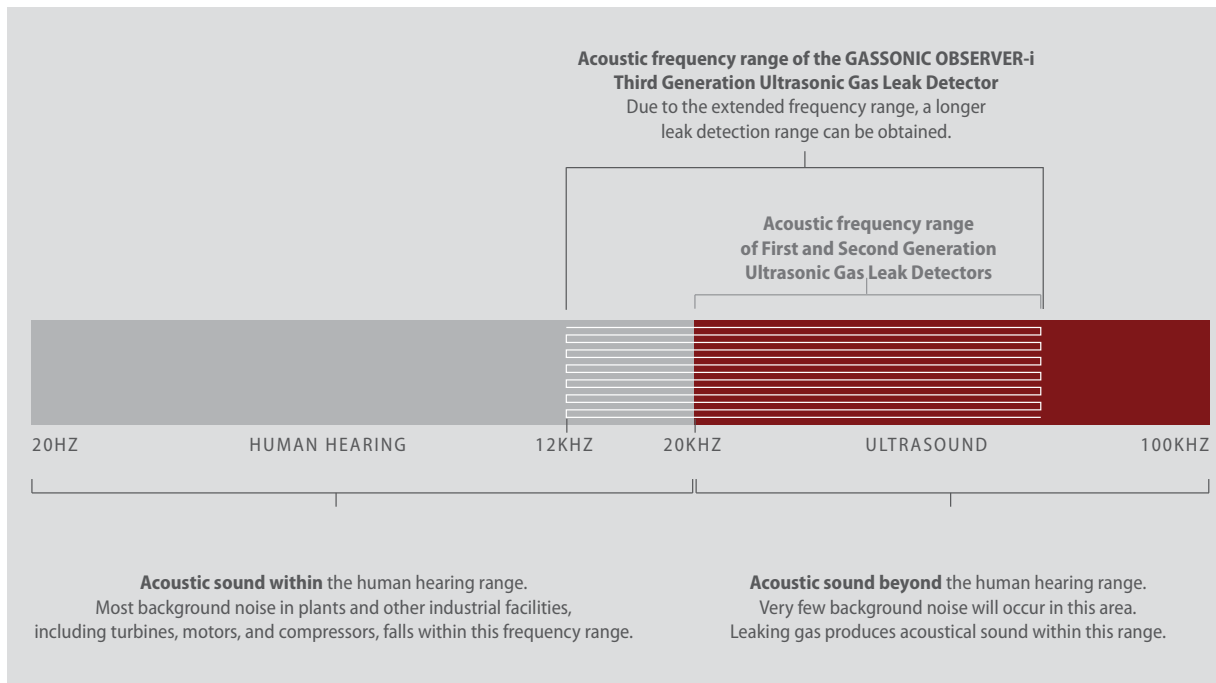 Acoustic frequency range of the GASSONIC OBSERVER-i
Third Generation Ultrasonic Gas Leak Detector
Due to the extended frequency range, a longer
leak detection range can be obtained.
Acoustic frequency range
of First and Second Generation
Ultrasonic Gas Leak Detectors
20HZ HUMAN HEARING 12KHZ 20KHZ ULTRASOUND 100KHZ
Acoustic sound within the human hearing range.
Most background noise in plants and other industrial facilities,
including turbines, motors, and compressors, falls within this frequency range.
Acoustic sound beyond the human hearing range.
Very few background noise will occur in this area.
Leaking gas produces acoustical sound within this range.